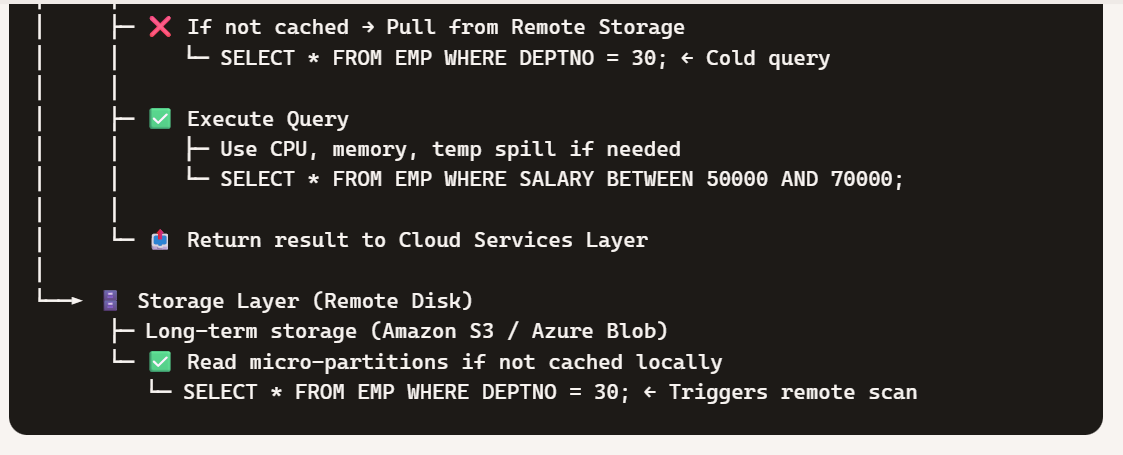 ❌ If not cached → Pull from Remote Storage
SELECT * FROM EMP WHERE DEPTNO = 30; ← Cold query
✅ Execute Query
Use CPU, memory, temp spill if needed
SELECT * FROM EMP WHERE SALARY BETWEEN 50000 AND 70000;
📤 Return result to Cloud Services Layer
🗄️ Storage Layer (Remote Disk)
Long-term storage (Amazon S3 / Azure Blob)
✅ Read micro-partitions if not cached locally
SELECT * FROM EMP WHERE DEPTNO = 30; ← Triggers remote scan